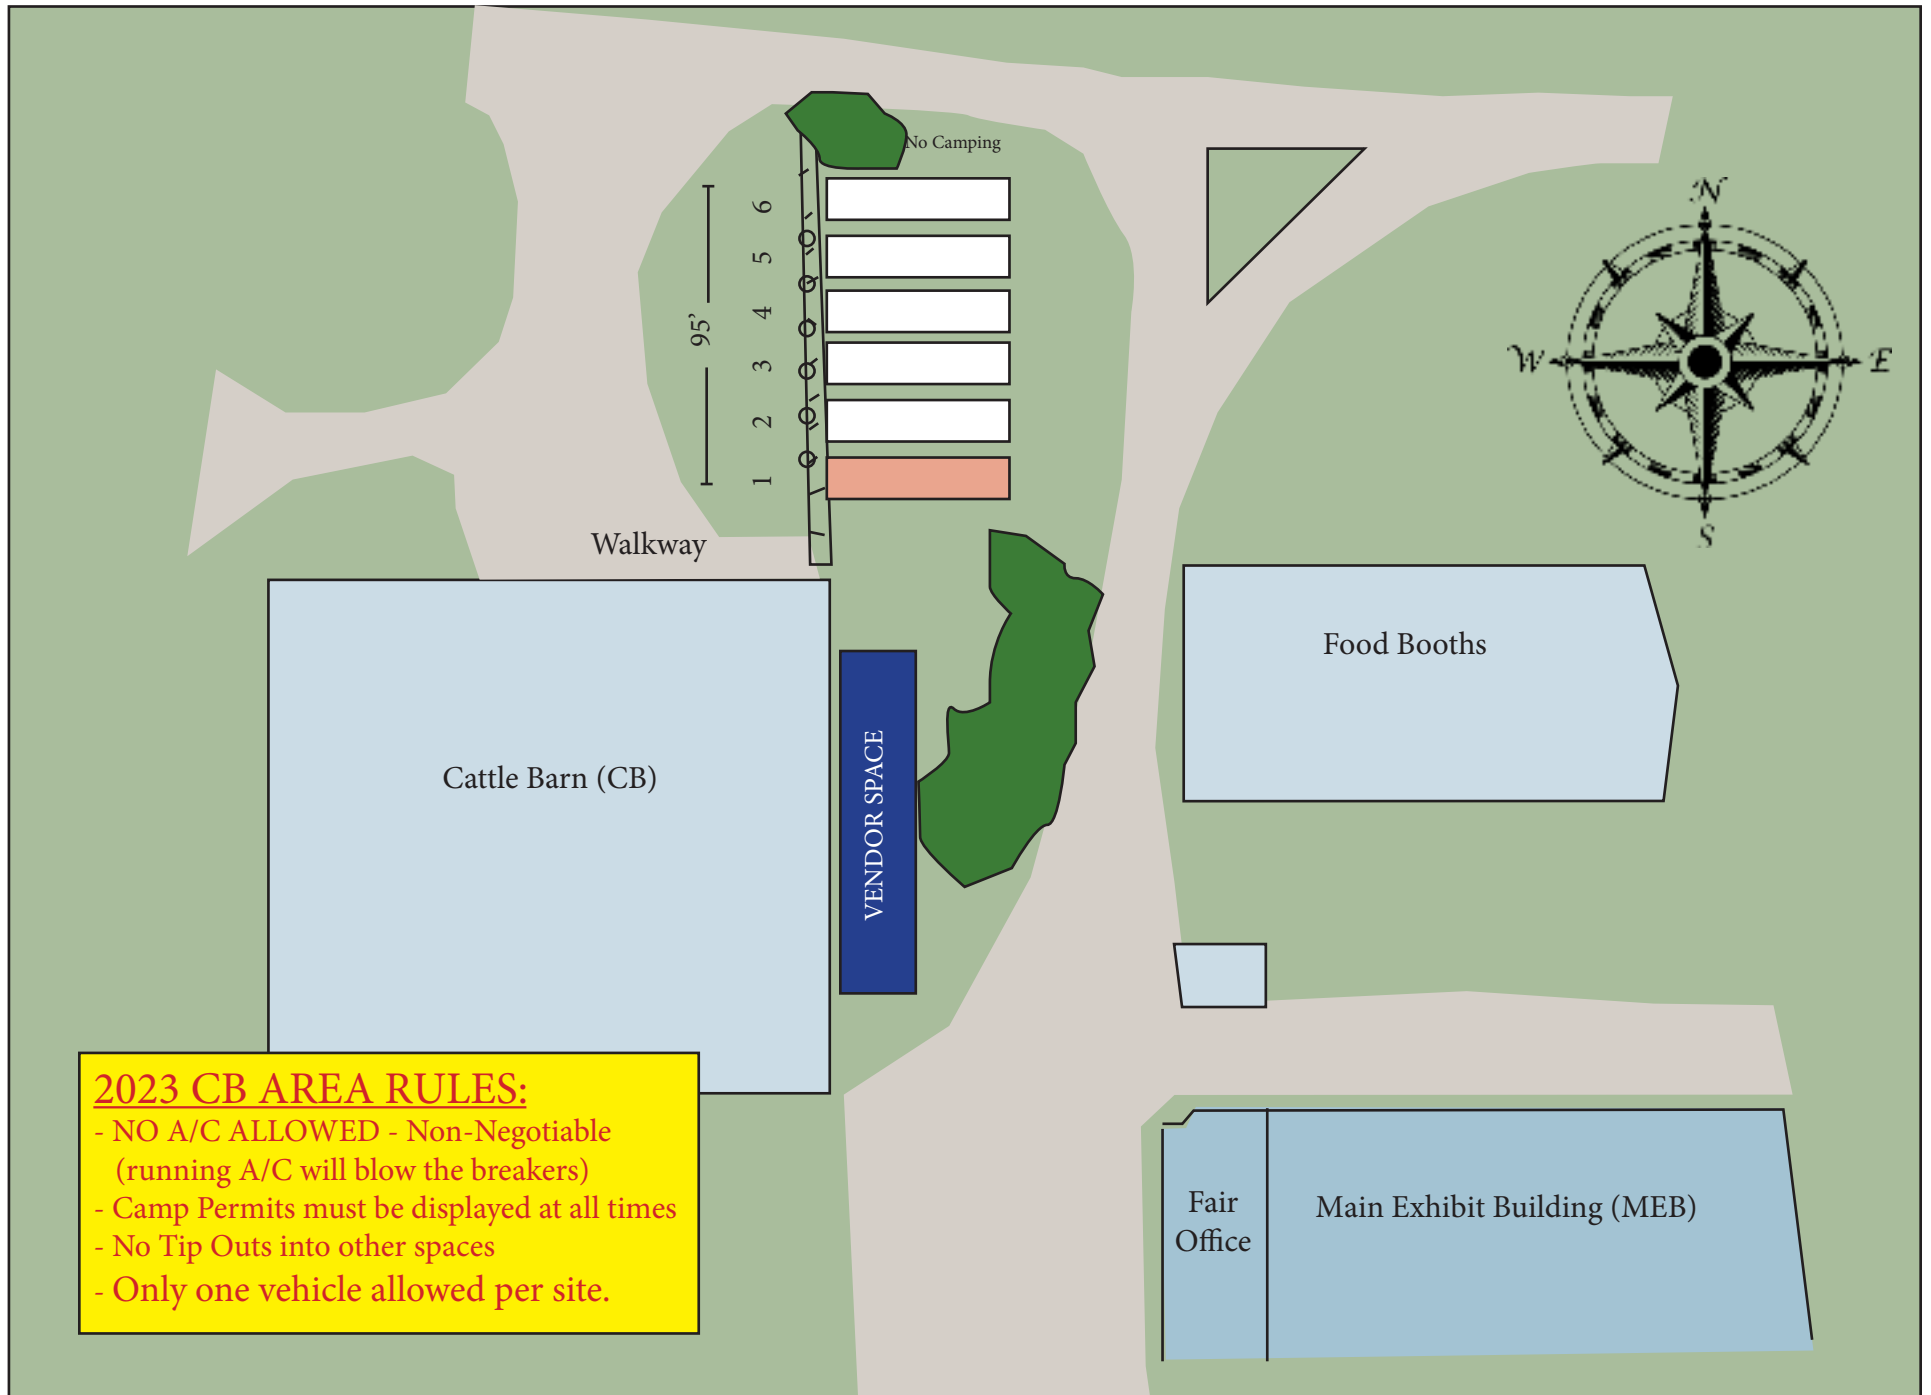 No Camping
N
W
E
S
6
5
4
3
2
1
95’
Walkway
Food Booths
Cattle Barn (CB)
VENDOR SPACE
2023 CB AREA RULES:
- NO A/C ALLOWED - Non-Negotiable
(running A/C will blow the breakers)
- Camp Permits must be displayed at all times
- No Tip Outs into other spaces
- Only one vehicle allowed per site.
Fair
Office
Main Exhibit Building (MEB)